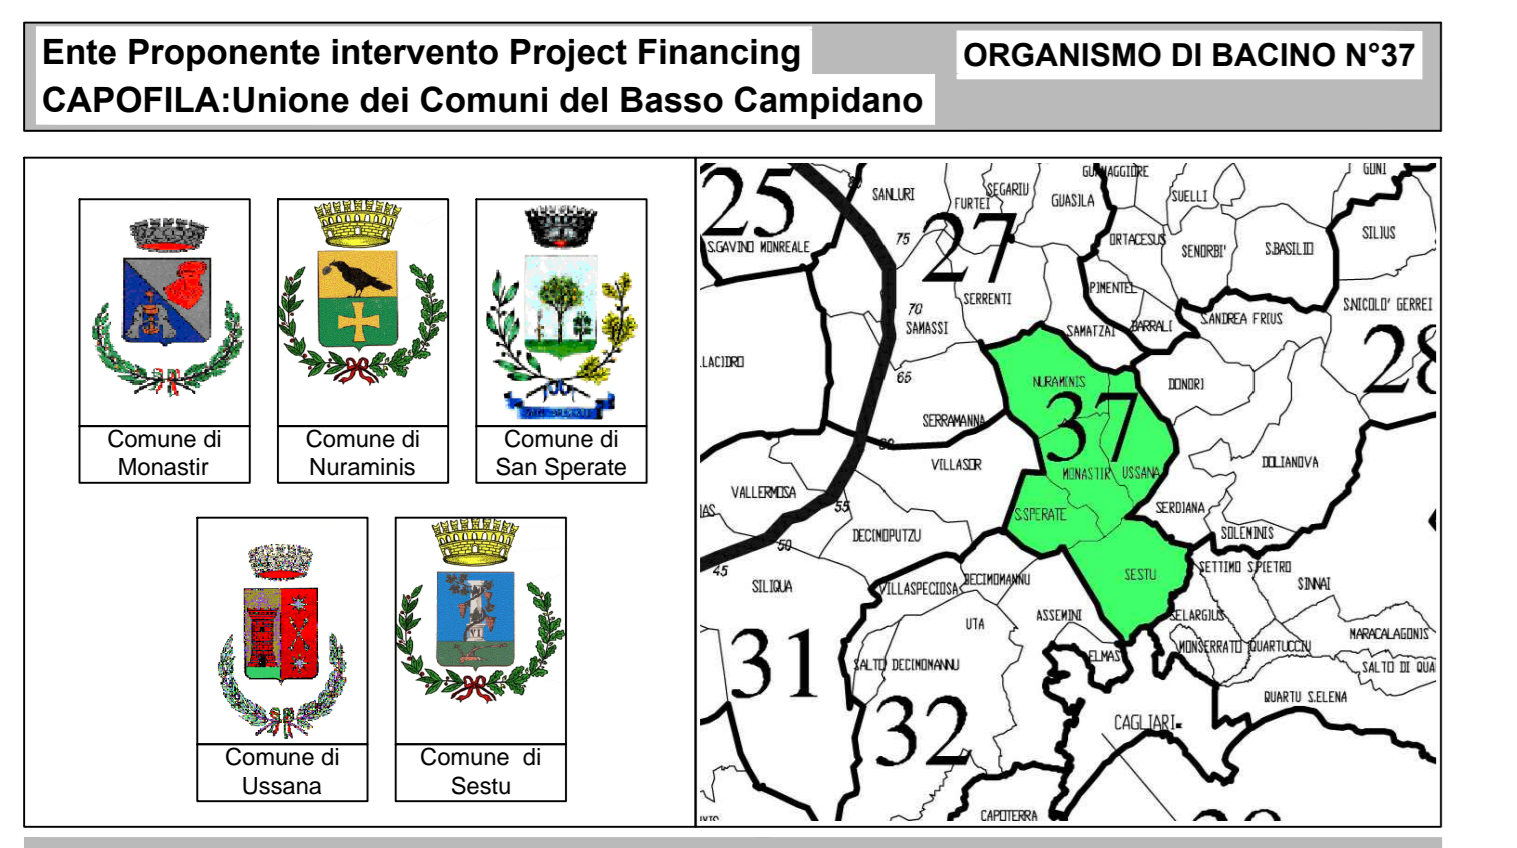 Ente Proponente intervento Project Financing
CAPOFILA:Unione dei Comuni del Basso Campidano
ORGANISMO DI BACINO N°37
Comune di
Monastir
Comune di
Nuraminis
Comune di
San Sperate
Comune di
Ussana
Comune di
Sestu
25
27
37
28
31
32
SANLURI
FURTEI
SEGARIU
GUASILA
SUELLI
GONI
S.GAVINO MONREALE
75
ORTACESUS
SENORBI'
S.BASILIO
SILIUS
PIMENTEL
SERRENTI
70
SAMASSI
SAMATZAI
BARRALI
S.ANDREA FRIUS
S.NICOLO' GERREI
65
NURAMINIS
DONORI
SERRAMANNA
VILLASOR
MONASTIR
USSANA
DOLIANOVA
VALLERMOSA
55
S.SPERATE
SERDIANA
DECIMOPUTZU
SOLEMINIS
50
45
SILIQUA
VILLASPECIOSA
DECIMOMANNU
SESTU
SETTIMO S.PIETRO
SINNAI
UTA
ASSEMINI
SELARGIUS
MARACALAGONIS
SALTO DECIMOMANNU
ELMAS
MONSERRATO
QUARTUCCIU
SALTO DI QUA
QUARTU S.ELENA
CAGLIARI
CAPOTERRA